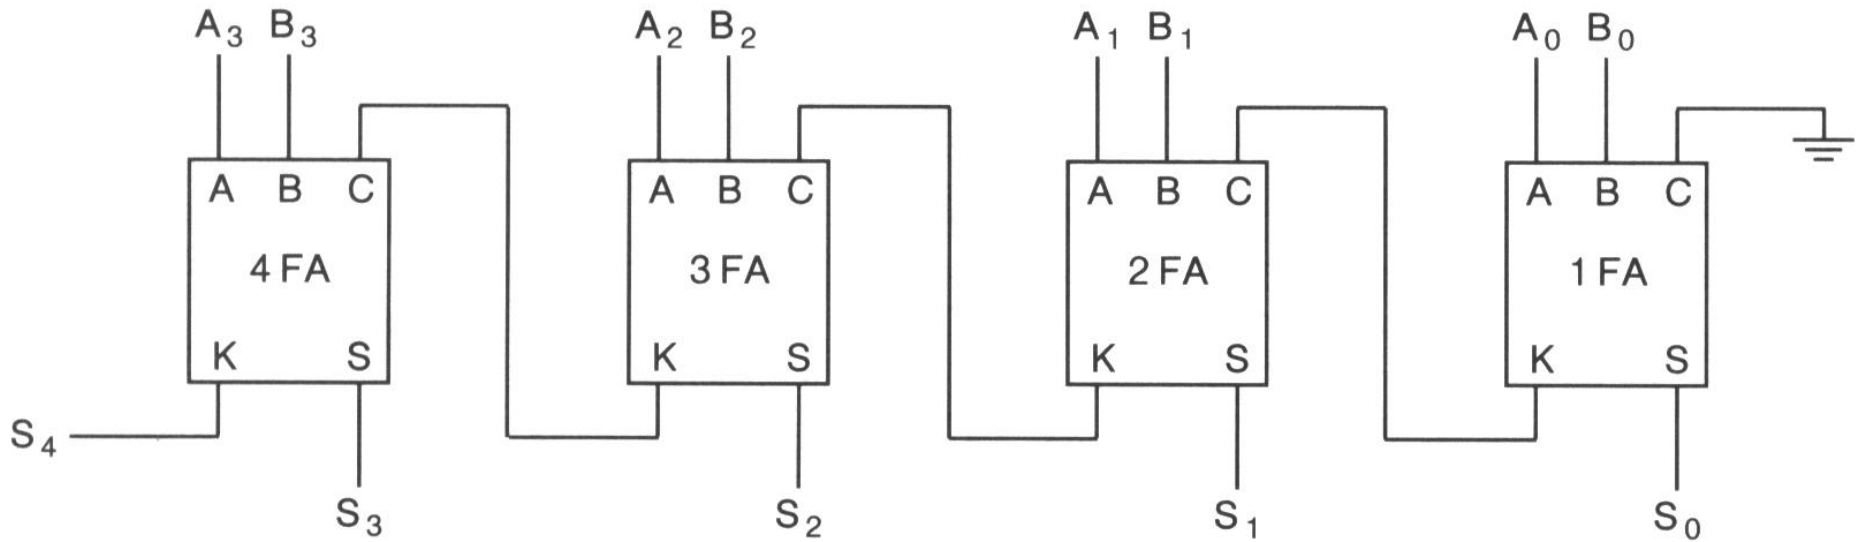 A3 B3 A2 B2 A1 B1 A0 B0
A B C A B C A B C A B C
4 FA 3 FA 2 FA 1 FA
K S K S K S K S
S4
S3 S2 S1 S0